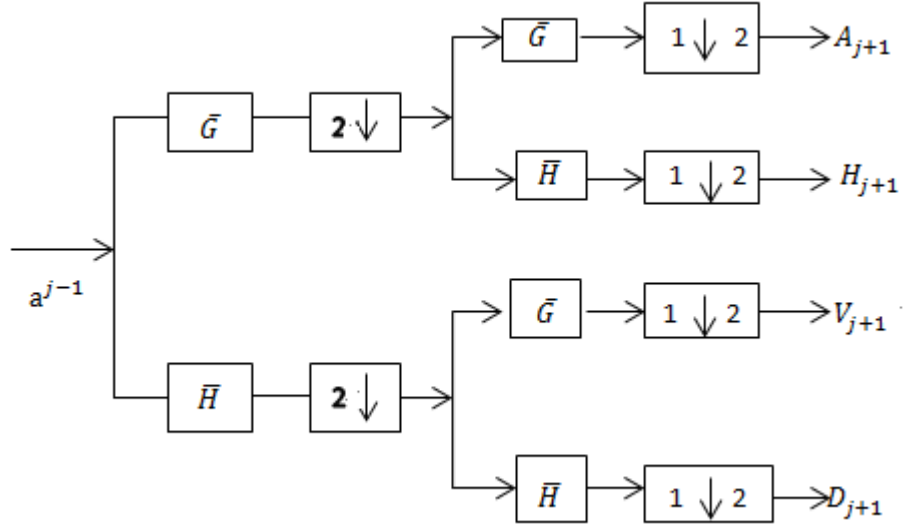 Ḡ 1 ↓ 2 A_{j+1}
Ḡ 2 ↓
H̅ 1 ↓ 2 H_{j+1}
a^{j−1}
Ḡ 1 ↓ 2 V_{j+1}
H̅ 2 ↓
H̅ 1 ↓ 2 D_{j+1}